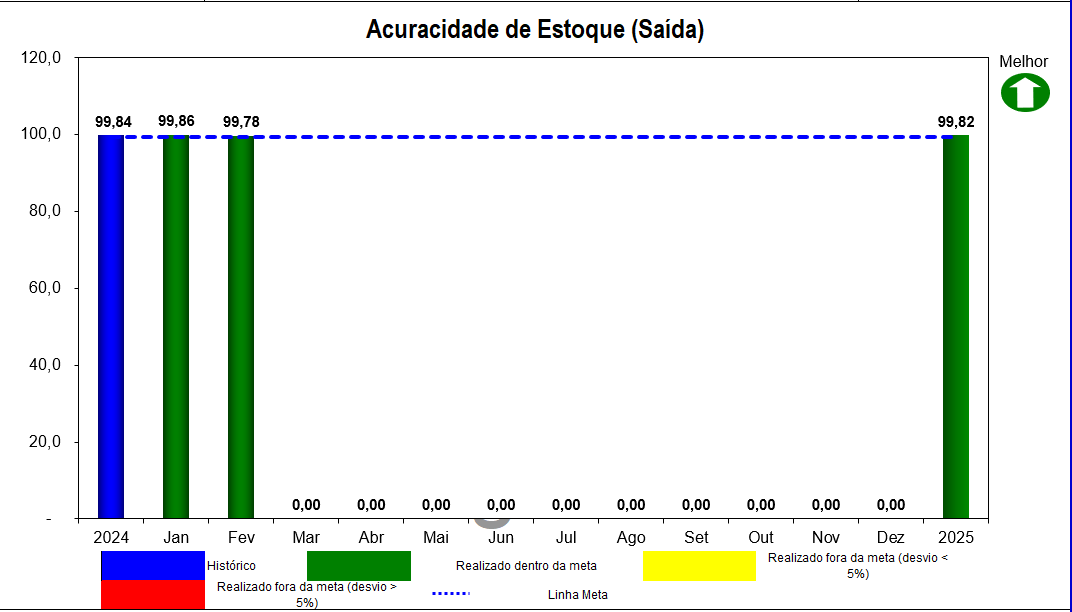 Acuracidade de Estoque (Saída)
120,0
Melhor
99,84 99,86 99,78 99,82
100,0
80,0
60,0
40,0
20,0
0,00 0,00 0,00 0,00 0,00 0,00 0,00 0,00 0,00 0,00
-
2024 Jan Fev Mar Abr Mai Jun Jul Ago Set Out Nov Dez 2025
Histórico
Realizado dentro da meta
Realizado fora da meta (desvio <
5%)
Realizado fora da meta (desvio >
5%)
Linha Meta